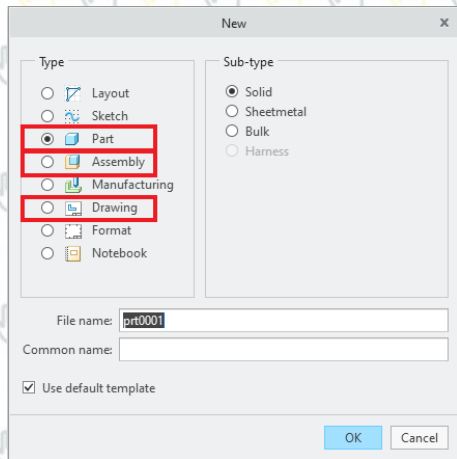 New
x
Type
Layout
Sketch
Part
Assembly
Manufacturing
Drawing
Format
Notebook
Sub-type
Solid
Sheetmetal
Bulk
Harness
File name: prt0001
Common name:
Use default template
OK Cancel